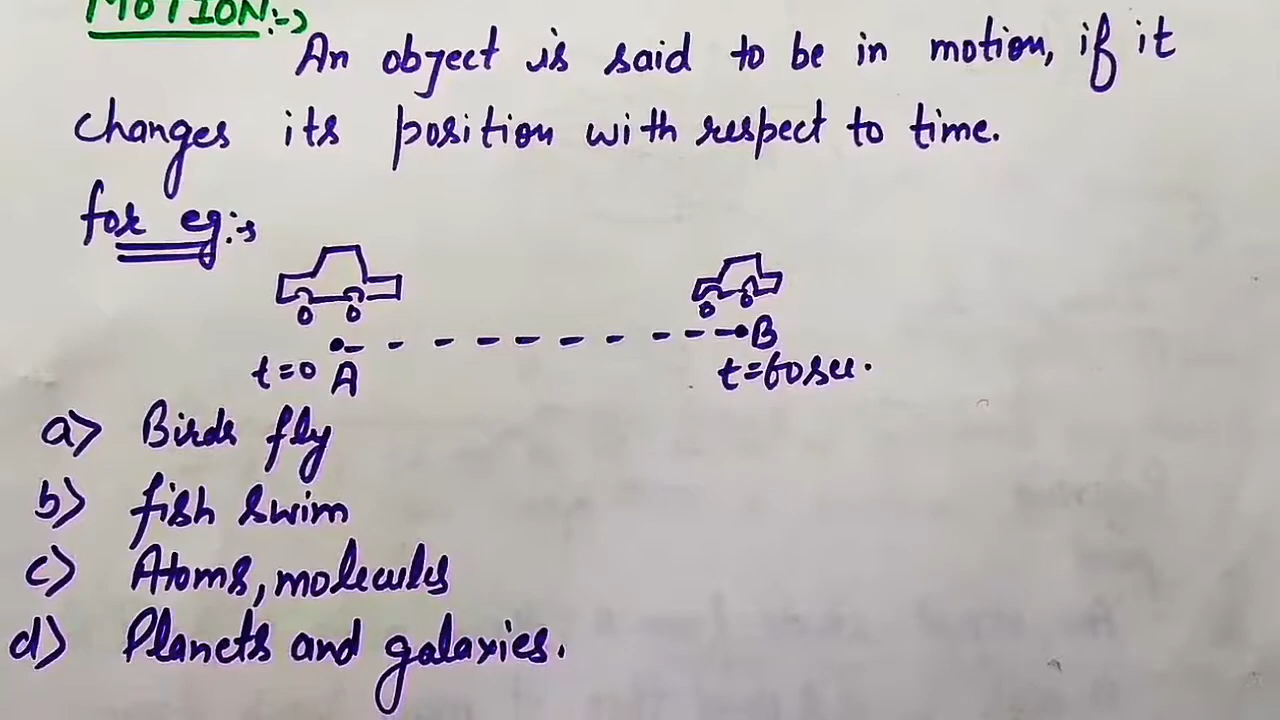 MOTION:->
An object is said to be in motion, if it
changes its position with respect to time.
for eg:→
A B
t=0 t=60sec.
a> Birds fly
b> fish swim
c> Atoms, molecules
d> Planets and galaxies.